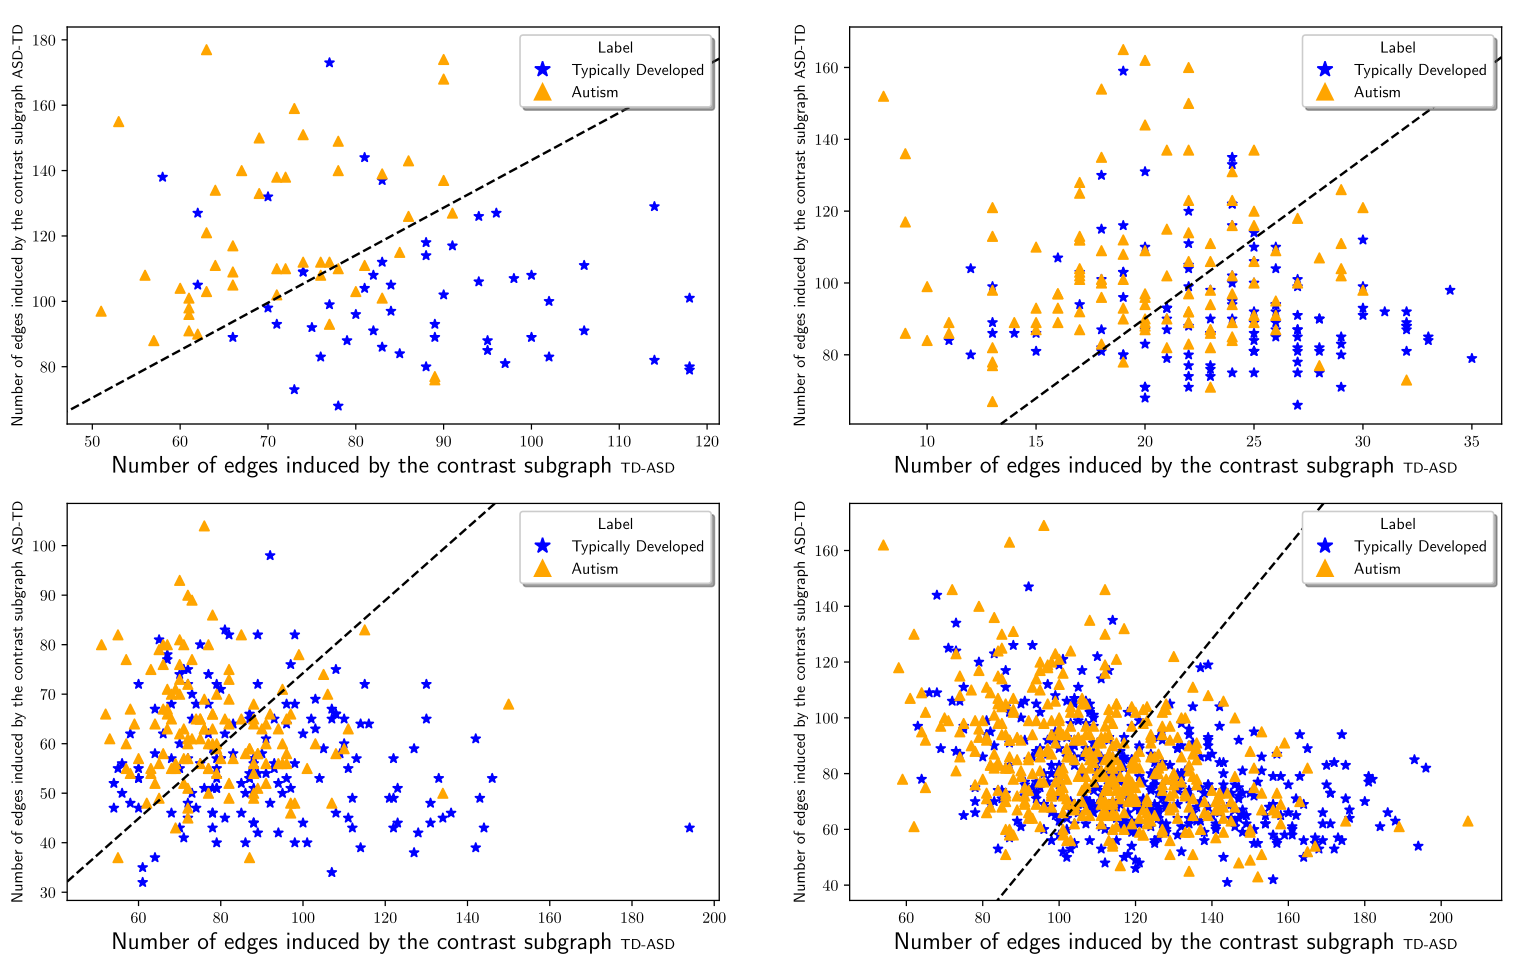 Number of edges induced by the contrast subgraph ASD-TD
180
160
140
120
100
80
50 60 70 80 90 100 110 120
Number of edges induced by the contrast subgraph TD-ASD
Label
Typically Developed
Autism
Number of edges induced by the contrast subgraph ASD-TD
160
140
120
100
80
10 15 20 25 30 35
Number of edges induced by the contrast subgraph TD-ASD
Label
Typically Developed
Autism
Number of edges induced by the contrast subgraph ASD-TD
100
90
80
70
60
50
40
30
60 80 100 120 140 160 180 200
Number of edges induced by the contrast subgraph TD-ASD
Label
Typically Developed
Autism
Number of edges induced by the contrast subgraph ASD-TD
160
140
120
100
80
60
40
60 80 100 120 140 160 180 200
Number of edges induced by the contrast subgraph TD-ASD
Label
Typically Developed
Autism